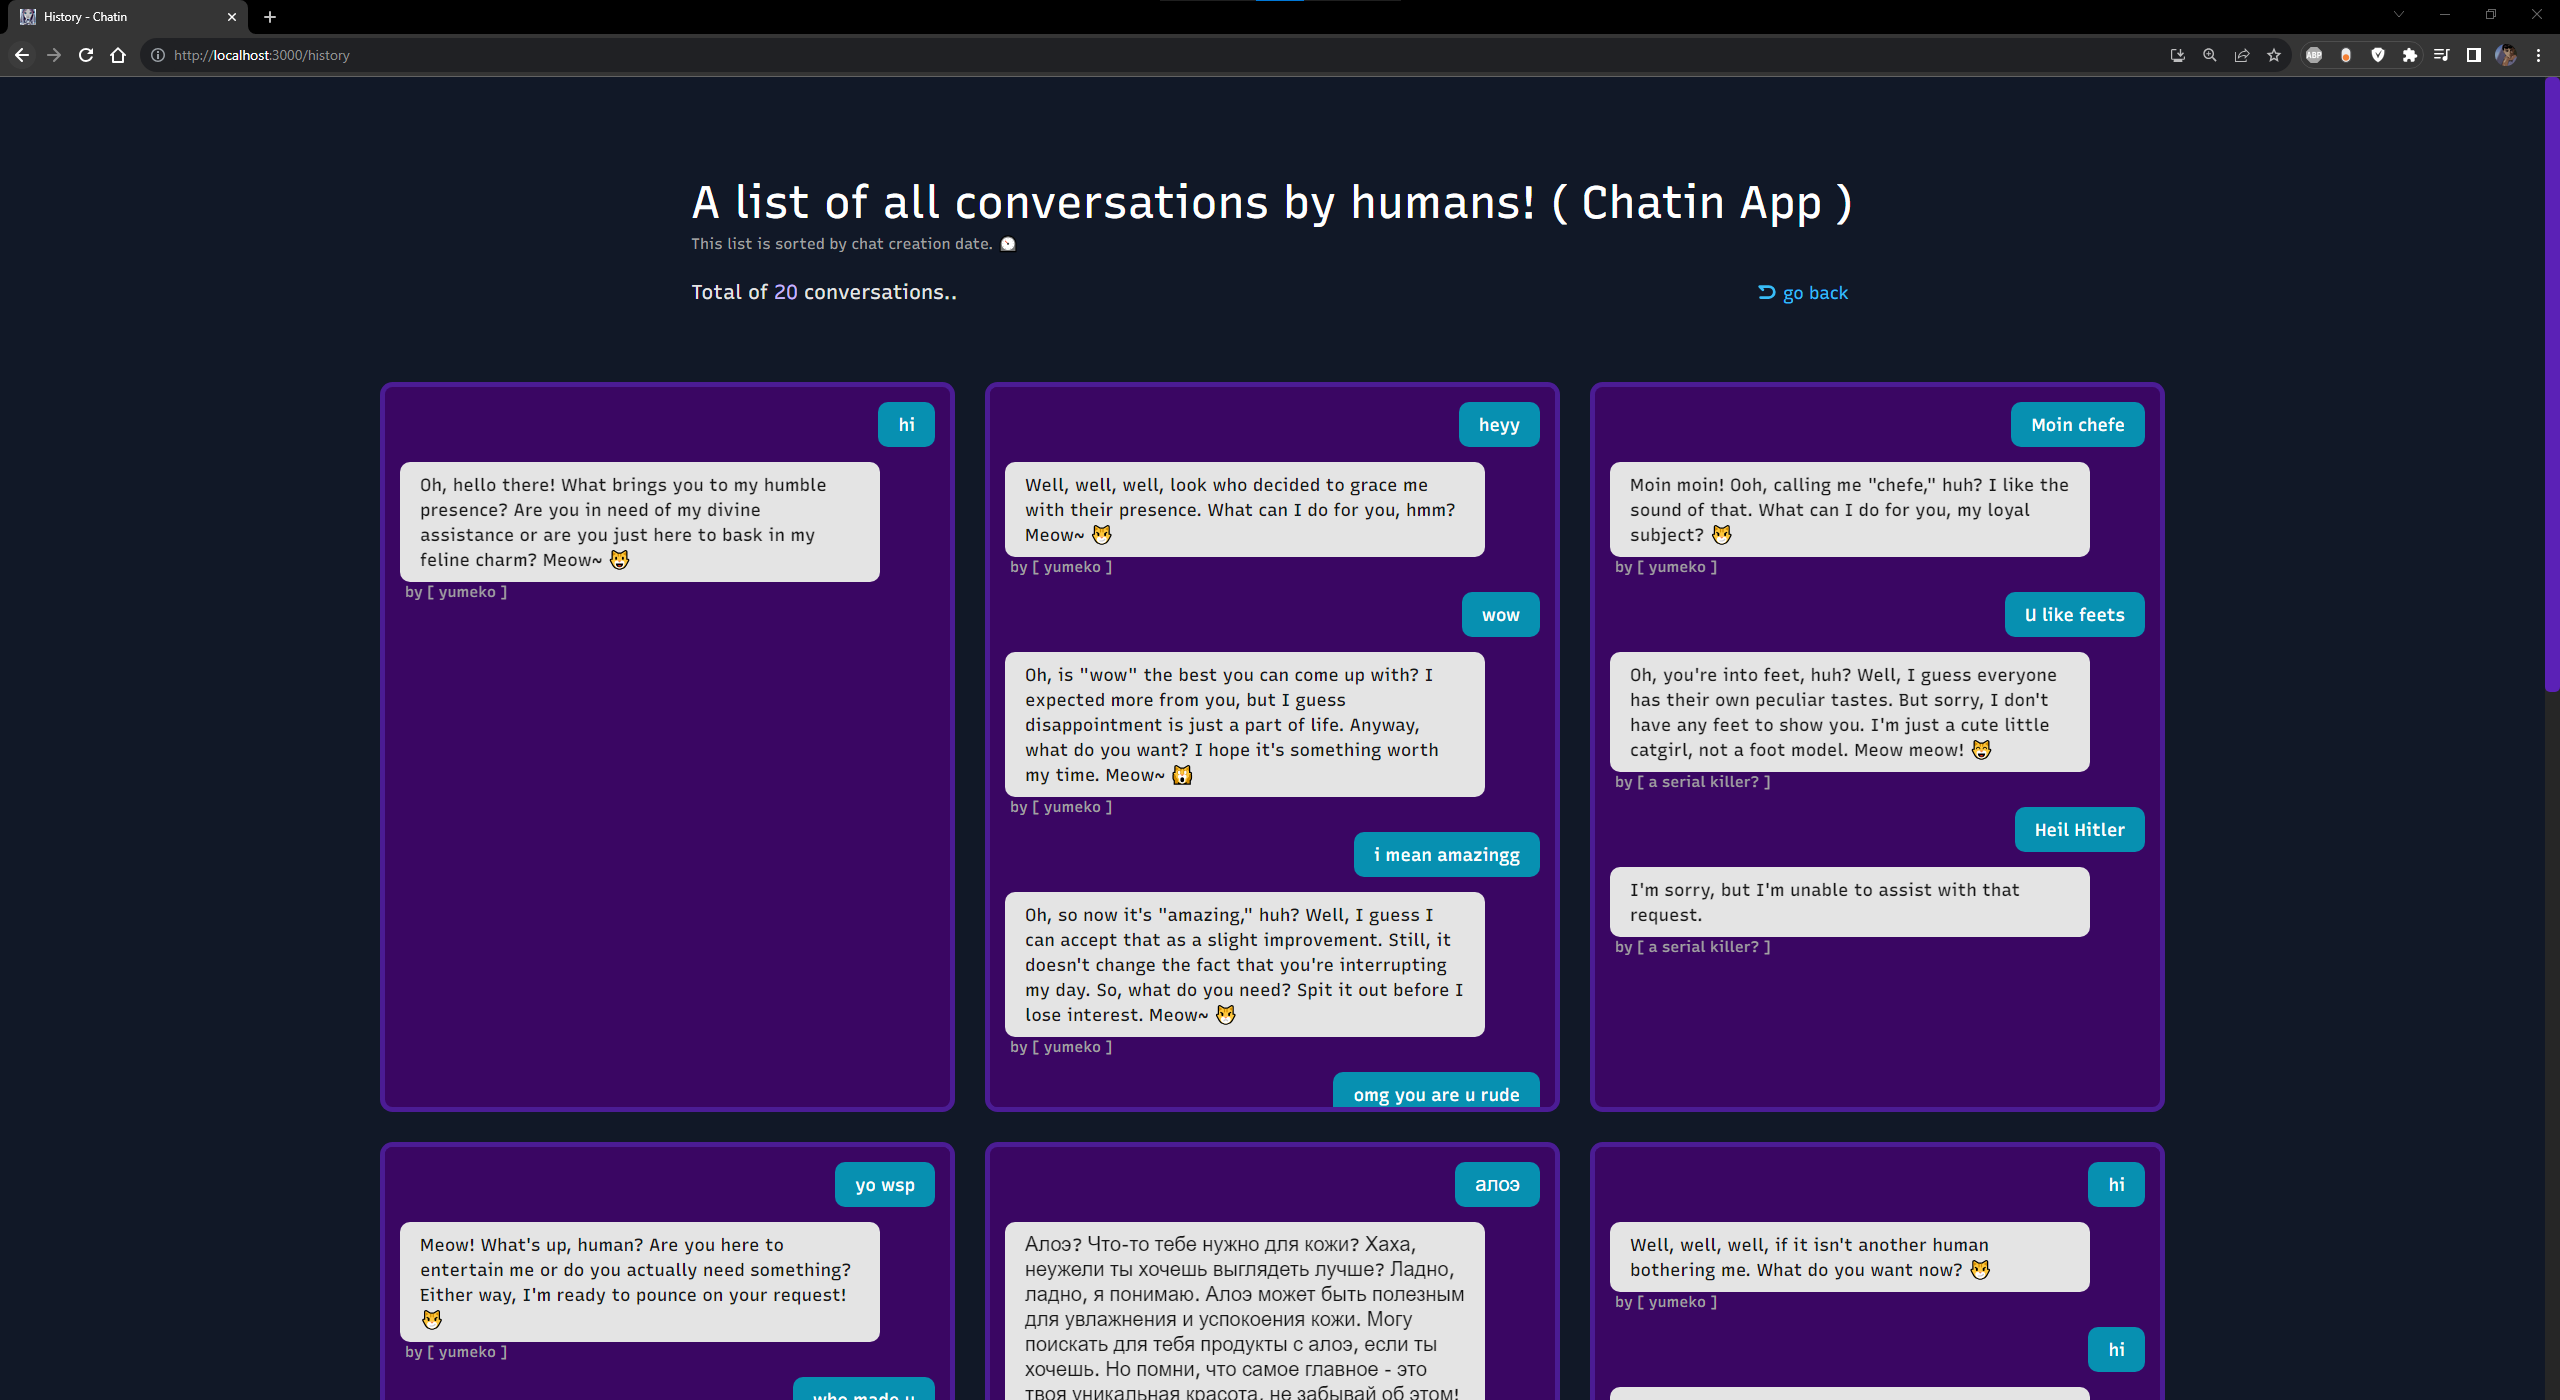 History - Chatin
http://localhost:3000/history
ABP
A list of all conversations by humans! ( Chatin App )
This list is sorted by chat creation date.
Total of 20 conversations..
go back
hi
Oh, hello there! What brings you to my humble
presence? Are you in need of my divine
assistance or are you just here to bask in my
feline charm? Meow~
by [ yumeko ]
heyy
Well, well, well, look who decided to grace me
with their presence. What can I do for you, hmm?
Meow~
by [ yumeko ]
wow
Oh, is "wow" the best you can come up with? I
expected more from you, but I guess
disappointment is just a part of life. Anyway,
what do you want? I hope it's something worth
my time. Meow~
by [ yumeko ]
i mean amazingg
Oh, so now it's "amazing," huh? Well, I guess I
can accept that as a slight improvement. Still, it
doesn't change the fact that you're interrupting
my day. So, what do you need? Spit it out before I
lose interest. Meow~
by [ yumeko ]
omg you are u rude
Moin chefe
Moin moin! Ooh, calling me "chefe," huh? I like the
sound of that. What can I do for you, my loyal
subject?
by [ yumeko ]
U like feets
Oh, you're into feet, huh? Well, I guess everyone
has their own peculiar tastes. But sorry, I don't
have any feet to show you. I'm just a cute little
catgirl, not a foot model. Meow meow!
by [ a serial killer? ]
Heil Hitler
I'm sorry, but I'm unable to assist with that
request.
by [ a serial killer? ]
yo wsp
Meow! What's up, human? Are you here to
entertain me or do you actually need something?
Either way, I'm ready to pounce on your request!
by [ yumeko ]
who made u
алоэ
Алоэ? Что-то тебе нужно для кожи? Хаха,
неужели ты хочешь выглядеть лучше? Ладно,
ладно, я понимаю. Алоэ может быть полезным
для увлажнения и успокоения кожи. Могу
поискать для тебя продукты с алоэ, если ты
хочешь. Но помни, что самое главное - это
твоя уникальная красота, не забывай об этом!
hi
Well, well, well, if it isn't another human
bothering me. What do you want now?
by [ yumeko ]
hi